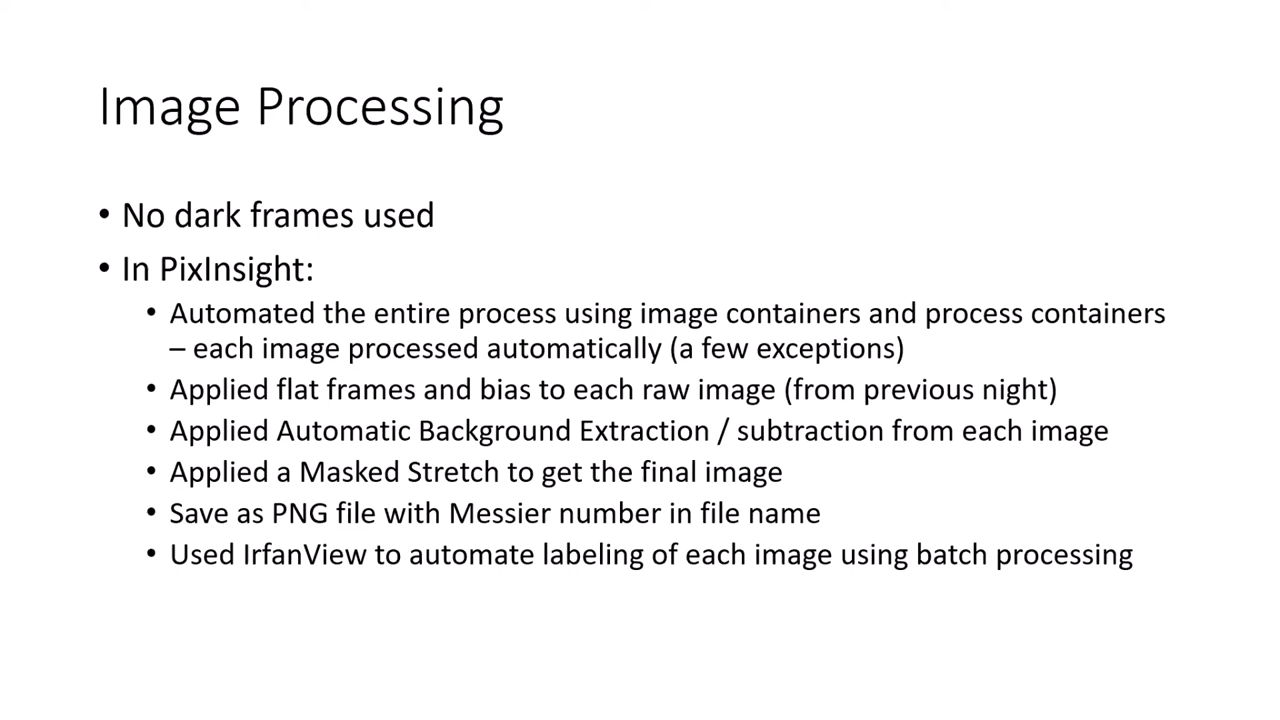 Image Processing
• No dark frames used
• In PixInsight:
• Automated the entire process using image containers and process containers
– each image processed automatically (a few exceptions)
• Applied flat frames and bias to each raw image (from previous night)
• Applied Automatic Background Extraction / subtraction from each image
• Applied a Masked Stretch to get the final image
• Save as PNG file with Messier number in file name
• Used IrfanView to automate labeling of each image using batch processing